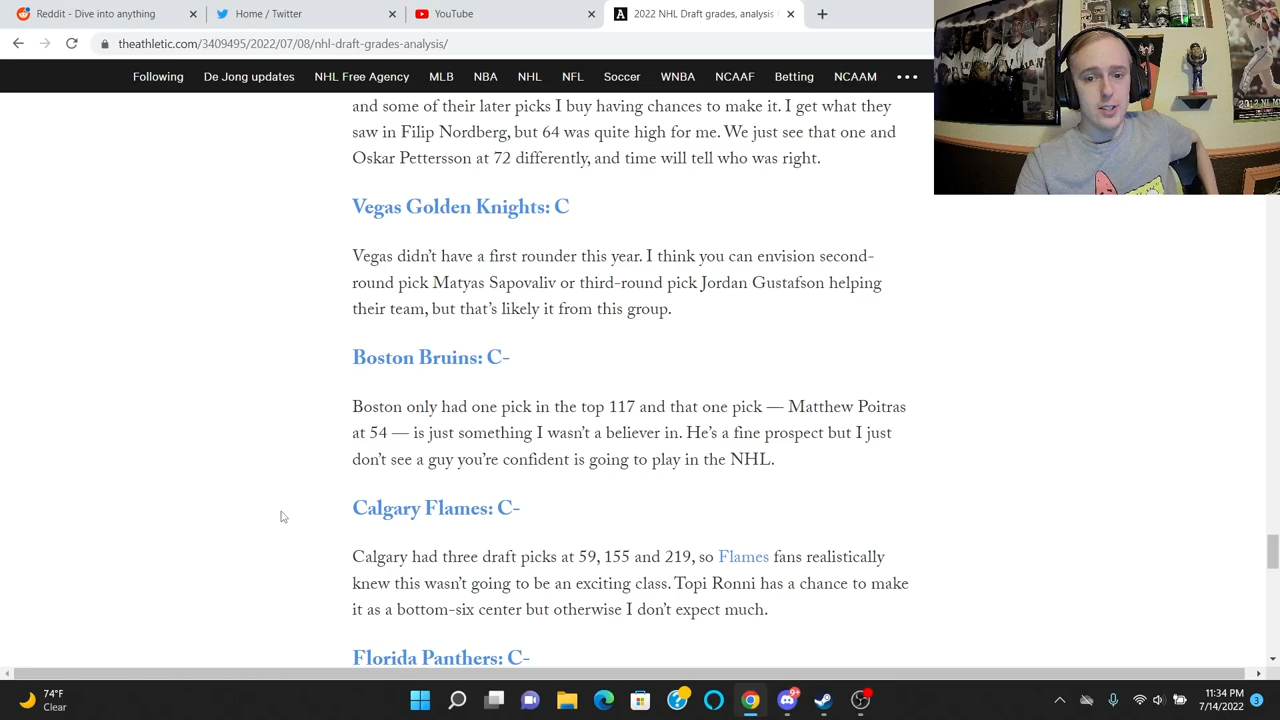 Reddit - Dive into anything
Home / Twitter
YouTube
2022 NHL Draft grades, analysis
theathletic.com/3409495/2022/07/08/nhl-draft-grades-analysis/
Following De Jong updates NHL Free Agency MLB NBA NHL NFL Soccer WNBA NCAAF Betting NCAAM
and some of their later picks I buy having chances to make it. I get what they
saw in Filip Nordberg, but 64 was quite high for me. We just see that one and
Oskar Pettersson at 72 differently, and time will tell who was right.
Vegas Golden Knights: C
Vegas didn’t have a first rounder this year. I think you can envision second-
round pick Matyas Sapovaliv or third-round pick Jordan Gustafson helping
their team, but that’s likely it from this group.
Boston Bruins: C-
Boston only had one pick in the top 117 and that one pick — Matthew Poitras
at 54 — is just something I wasn’t a believer in. He’s a fine prospect but I just
don’t see a guy you’re confident is going to play in the NHL.
Calgary Flames: C-
Calgary had three draft picks at 59, 155 and 219, so Flames fans realistically
knew this wasn’t going to be an exciting class. Topi Ronni has a chance to make
it as a bottom-six center but otherwise I don’t expect much.
Florida Panthers: C-
74°F
Clear
11:34 PM
7/14/2022
3